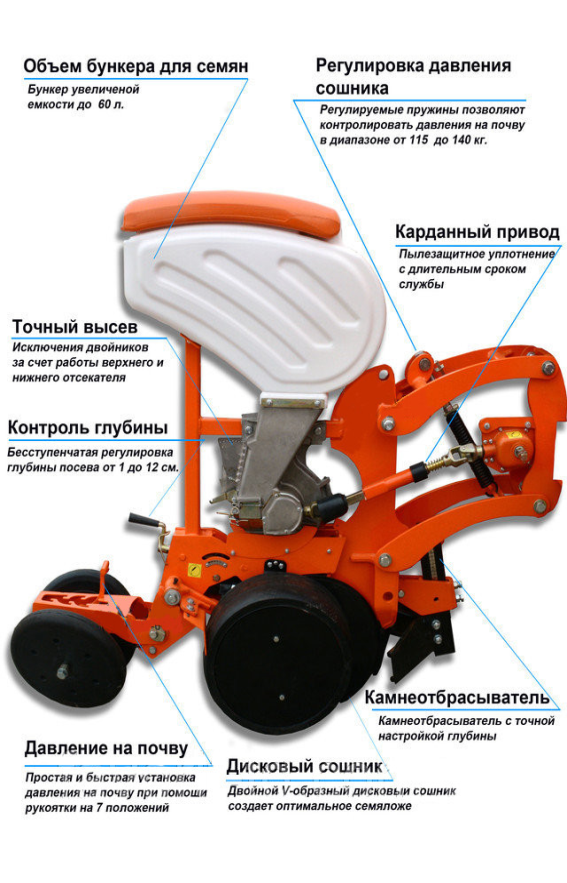 Объем бункера для семян
Бункер увеличеной
емкости до 60 л.
Регулировка давления
сошника
Регулируемые пружины позволяют
контролировать давления на почву
в диапазоне от 115 до 140 кг.
Карданный привод
Пылезащитное уплотнение
с длительным сроком
службы
Точный высев
Исключения двойников
за счет работы верхнего и
нижнего отсекателя
Контроль глубины
Бесступенчатая регулировка
глубины посева от 1 до 12 см.
Камнеотбрасыватель
Камнеотбрасыватель с точной
настройкой глубины
Давление на почву
Простая и быстрая установка
давления на почву при помощи
рукоятки на 7 положений
Дисковый сошник
Двойной V-образный дисковыи сошник
создает оптимальное семяложе